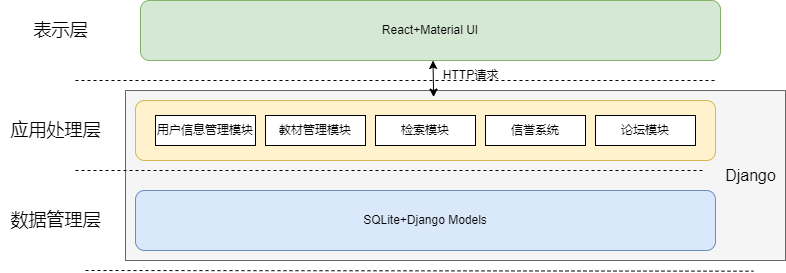 表示层
React+Material UI
HTTP请求
应用处理层
用户信息管理模块
教材管理模块
检索模块
信誉系统
论坛模块
Django
数据管理层
SQLite+Django Models